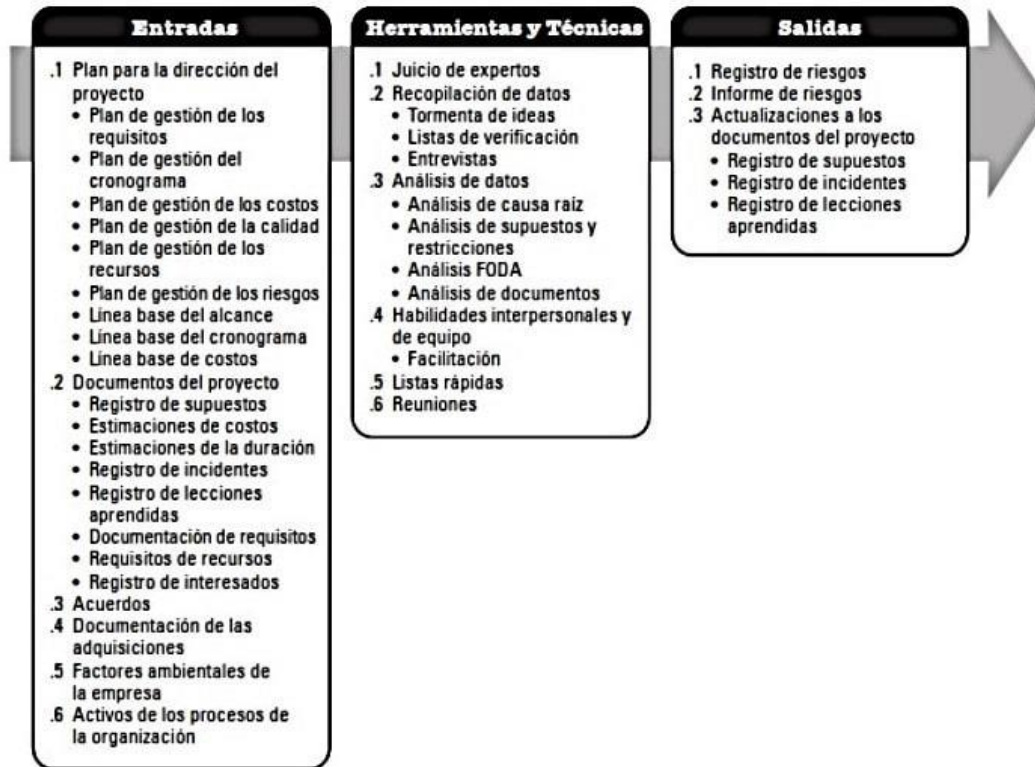 Entradas
.1 Plan para la dirección del
proyecto
• Plan de gestión de los
requisitos
• Plan de gestión del
cronograma
• Plan de gestión de los costos
• Plan de gestión de la calidad
• Plan de gestión de los
recursos
• Plan de gestión de los riesgos
• Línea base del alcance
• Línea base del cronograma
• Línea base de costos
.2 Documentos del proyecto
• Registro de supuestos
• Estimaciones de costos
• Estimaciones de la duración
• Registro de incidentes
• Registro de lecciones
aprendidas
• Documentación de requisitos
• Requisitos de recursos
• Registro de interesados
.3 Acuerdos
.4 Documentación de las
adquisiciones
.5 Factores ambientales de
la empresa
.6 Activos de los procesos de
la organización
Herramientas y Técnicas
.1 Juicio de expertos
.2 Recopilación de datos
• Tormenta de ideas
• Listas de verificación
• Entrevistas
.3 Análisis de datos
• Análisis de causa raíz
• Análisis de supuestos y
restricciones
• Análisis FODA
• Análisis de documentos
.4 Habilidades interpersonales y
de equipo
• Facilitación
.5 Listas rápidas
.6 Reuniones
Salidas
.1 Registro de riesgos
.2 Informe de riesgos
.3 Actualizaciones a los
documentos del proyecto
• Registro de supuestos
• Registro de incidentes
• Registro de lecciones
aprendidas